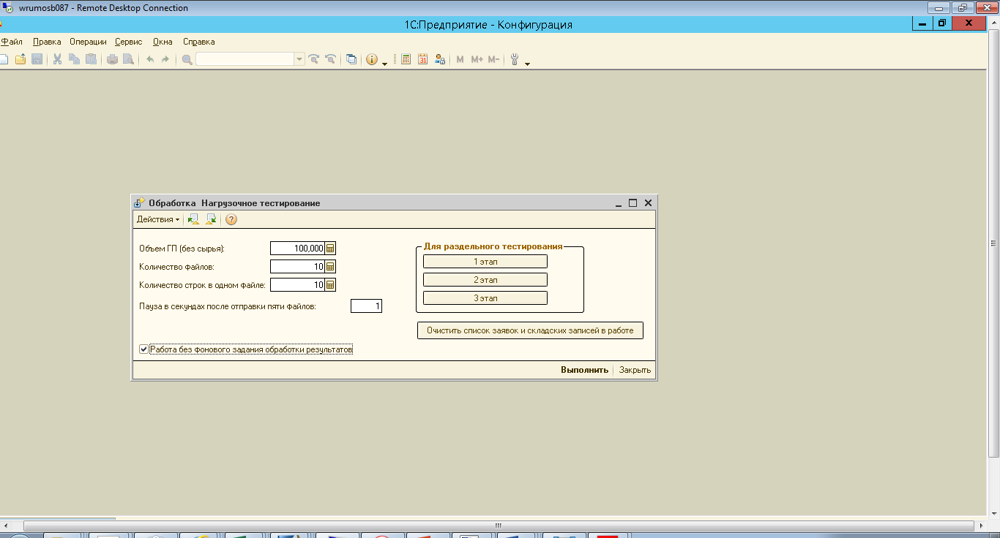 wrumosb087 - Remote Desktop Connection
1С:Предприятие - Конфигурация
Файл Правка Операции Сервис Окна Справка
31 M M+ M-
Обработка Нагрузочное тестирование
Действия
Объем ГП (без сырья): 100,000
Количество файлов: 10
Количество строк в одном файле: 10
Пауза в секундах после отправки пяти файлов: 1
Для раздельного тестирования
1 этап
2 этап
3 этап
Очистить список заявок и складских записей в работе
Работа без фонового задания обработки результатов
Выполнить Закрыть